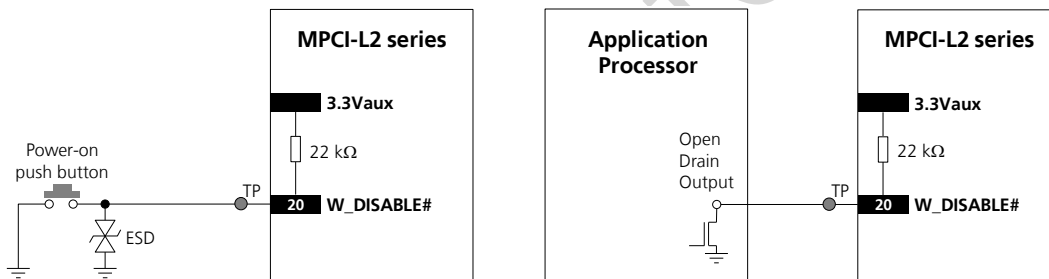 MPCI-L2 series
3.3Vaux
22 kΩ
Power-on
push button
TP
20 W_DISABLE#
ESD
Application
Processor
Open
Drain
Output
MPCI-L2 series
3.3Vaux
22 kΩ
TP
20 W_DISABLE#